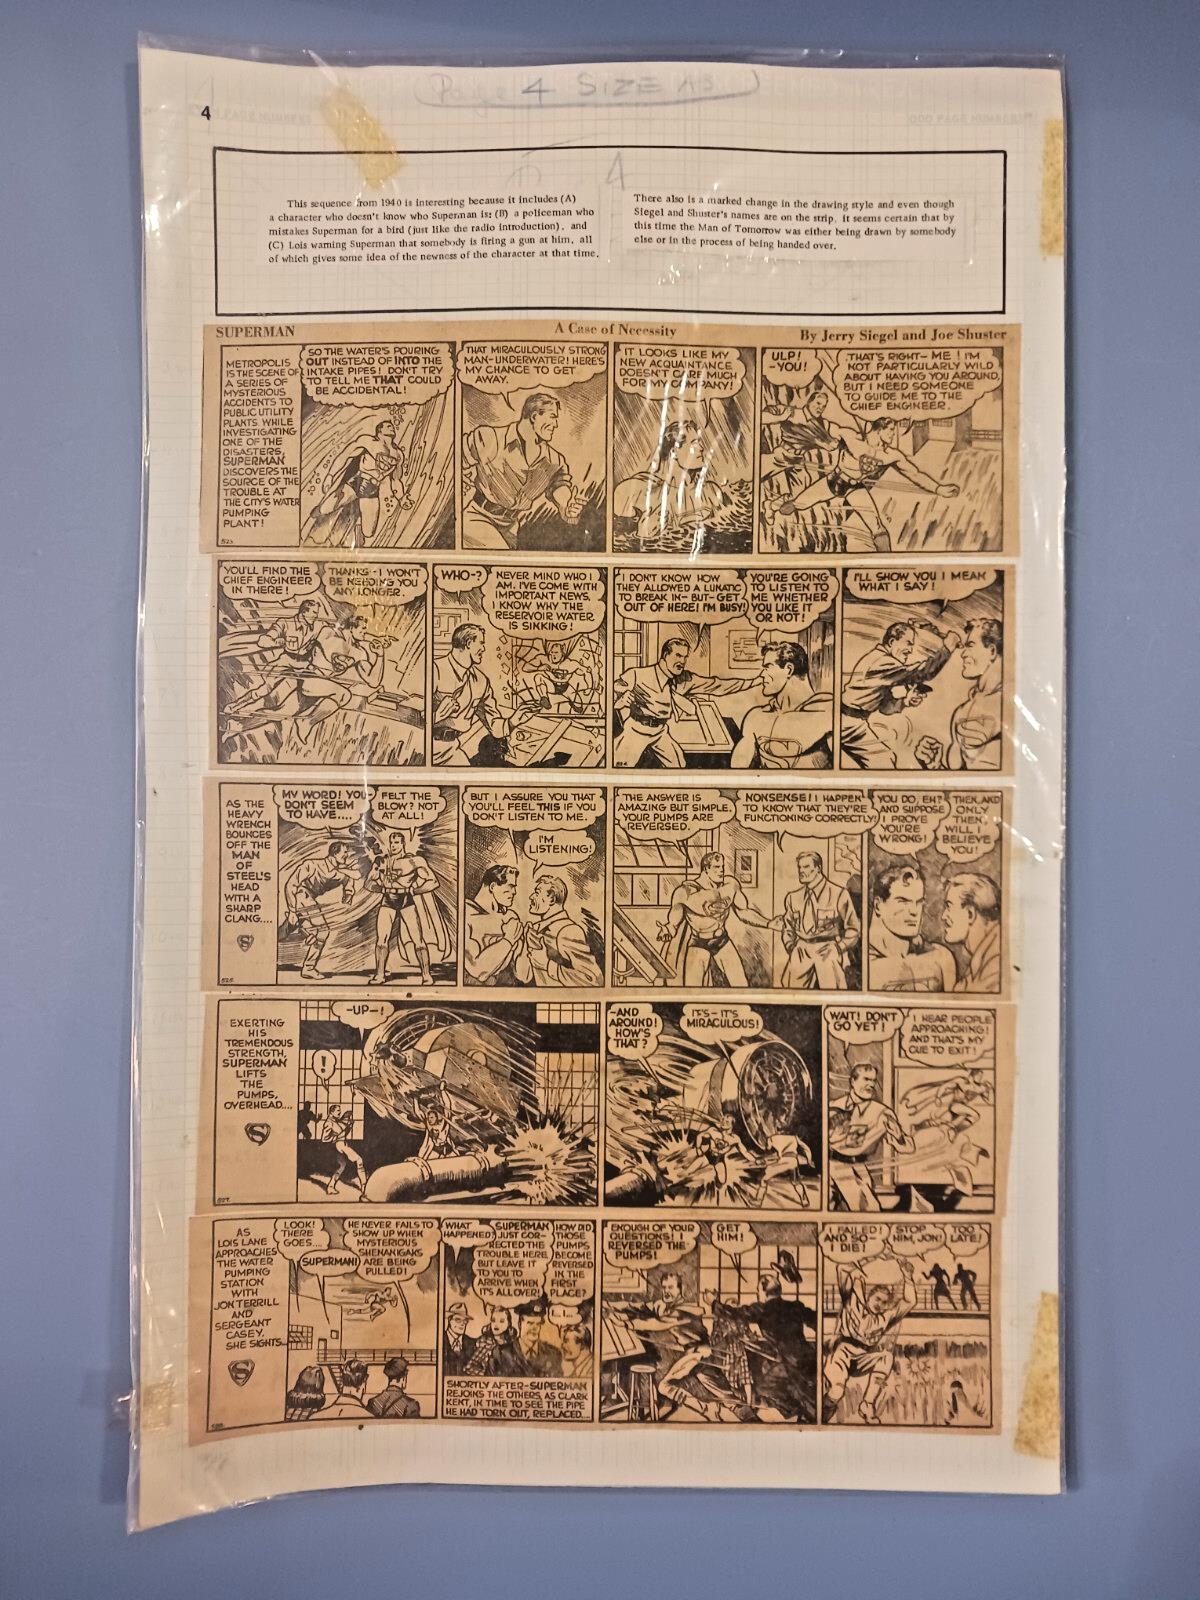 Page 4 SIZE
4
PAGE NUMBERS
ODD PAGE NUMBERS
4
This sequence from 1940 is interesting because it includes (A)
a character who doesn't know who Superman is: (B) a policeman who
mistakes Superman for a bird (just like the radio introduction), and
(C) Lois warning Superman that somebody is firing a gun at him, all
of which gives some idea of the newness of the character at that time.
There also is a marked change in the drawing style and even though
Siegel and Shuster's names are on the strip, it seems certain that by
this time the Man of Tomorrow was either being drawn by somebody
else or in the process of being handed over.
SUPERMAN
A Case of Necessity
By Jerry Siegel and Joe Shuster
METROPOLIS
IS THE SCENE OF
A SERIES OF
MYSTERIOUS
ACCIDENTS TO
PUBLIC UTILITY
PLANTS. WHILE
INVESTIGATING
ONE OF THE
DISASTERS,
SUPERMAN
DISCOVERS THE
SOURCE OF THE
TROUBLE AT
THE CITY'S WATER
PUMPING
PLANT!
SO THE WATER'S POURING
OUT INSTEAD OF INTO THE
INTAKE PIPES! DON'T TRY
TO TELL ME THAT COULD
BE ACCIDENTAL!
THAT MIRACULOUSLY STRONG
MAN-UNDERWATER! HERE'S
MY CHANCE TO GET
AWAY.
IT LOOKS LIKE MY
NEW ACQUAINTANCE
DOESN'T CARE MUCH
FOR MY COMPANY!
ULP!
-YOU!
THAT'S RIGHT- ME! I'M
NOT PARTICULARLY WILD
ABOUT HAVING YOU AROUND,
BUT I NEED SOMEONE
TO GUIDE ME TO THE
CHIEF ENGINEER.
YOU'LL FIND THE
CHIEF ENGINEER
IN THERE!
THANKS--I WON'T
BE NEEDING YOU
ANY LONGER.
WHO-?
NEVER MIND WHO I
AM. I'VE COME WITH
IMPORTANT NEWS,
I KNOW WHY THE
RESERVOIR WATER
IS SINKING!
I DON'T KNOW HOW
THEY ALLOWED A LUNATIC
TO BREAK IN- BUT-GET
OUT OF HERE! I'M BUSY!
YOU'RE GOING
TO LISTEN TO
ME WHETHER
YOU LIKE IT
OR NOT!
I'LL SHOW YOU I MEAN
WHAT I SAY!
AS THE
HEAVY
WRENCH
BOUNCES
OFF THE
MAN
OF
STEEL'S
HEAD
WITH A
SHARP
CLANG....
S
MY WORD! YOU-
DON'T SEEM
TO HAVE....
FELT THE
BLOW? NOT
AT ALL!
BUT I ASSURE YOU THAT
YOU'LL FEEL THIS IF YOU
DON'T LISTEN TO ME.
I'M
LISTENING!
THE ANSWER IS
AMAZING BUT SIMPLE.
YOUR PUMPS ARE
REVERSED.
NONSENSE! I HAPPEN
TO KNOW THAT THEY'RE
FUNCTIONING CORRECTLY!
YOU DO, EH?
AND SUPPOSE
I PROVE
YOU'RE
WRONG!
THEN, AND
ONLY
THEN,
WILL I
BELIEVE
YOU!
EXERTING
HIS
TREMENDOUS
STRENGTH,
SUPERMAN
LIFTS
THE
PUMPS,
OVERHEAD....
S
!
-UP-!
-AND
AROUND!
HOW'S
THAT?
IT'S- IT'S
MIRACULOUS!
WAIT! DON'T
GO YET!
I HEAR PEOPLE
APPROACHING!
AND THAT'S MY
CUE TO EXIT!
AS
LOIS LANE
APPROACHES
THE WATER
PUMPING
STATION
WITH
JON TERRILL
AND
SERGEANT
CASEY,
SHE SIGHTS...
S
LOOK!
THERE
GOES....
SUPERMAN!
HE NEVER FAILS TO
SHOW UP WHEN
MYSTERIOUS
SHENANIGANS
ARE BEING
PULLED!
WHAT
HAPPENED?
SUPERMAN
JUST COR-
RECTED THE
TROUBLE HERE,
BUT LEAVE IT
TO YOU TO
ARRIVE WHEN
IT'S ALL OVER!
HOW DID
THOSE
PUMPS
BECOME
REVERSED
IN THE
FIRST
PLACE?
I... I...
SHORTLY AFTER-SUPERMAN
REJOINS THE OTHERS, AS CLARK
KENT, IN TIME TO SEE THE PIPE
HE HAD TORN OUT, REPLACED...
ENOUGH OF YOUR
QUESTIONS! I
REVERSED THE
PUMPS!
GET
HIM!
I FAILED!
AND SO-
I DIE!
STOP
HIM, JON!
TOO
LATE!